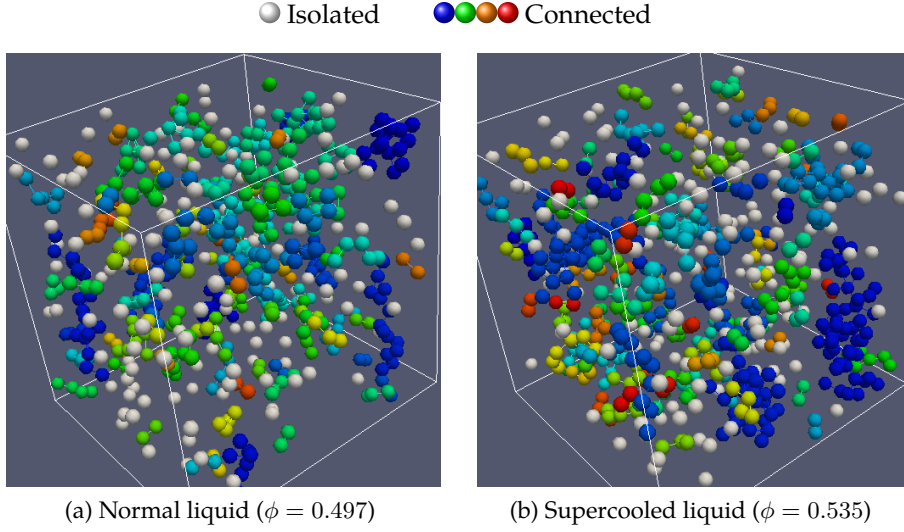 Isolated Connected
(a) Normal liquid (ϕ = 0.497) (b) Supercooled liquid (ϕ = 0.535)